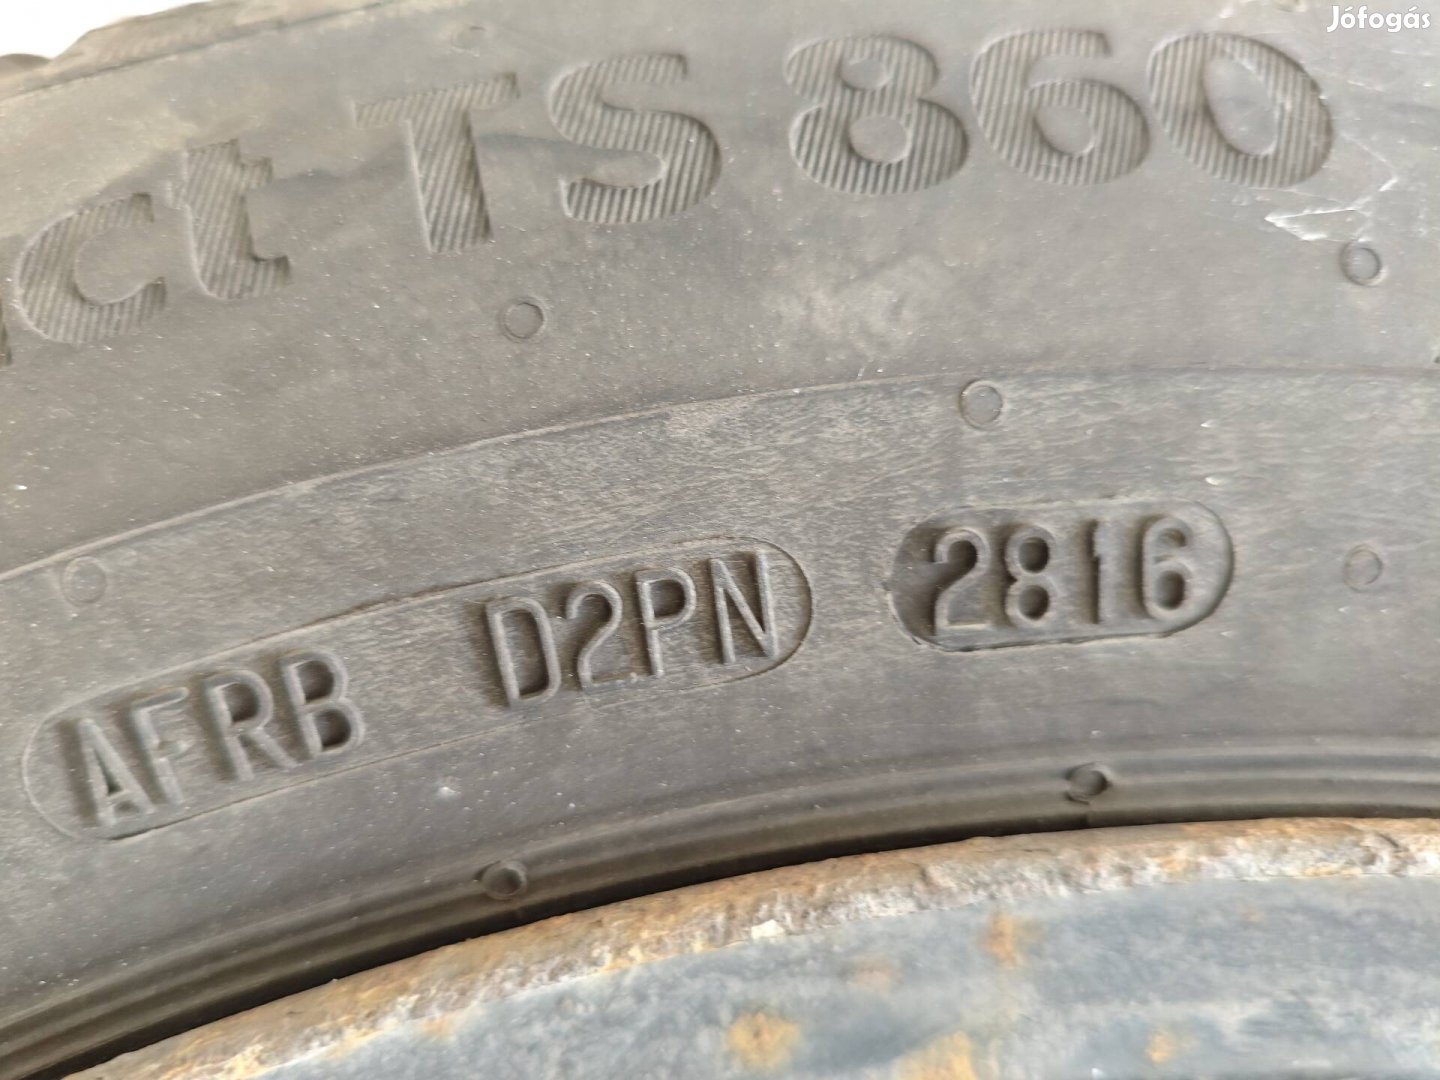 Jófogás
ct TS 860
AFRB D2PN 2816